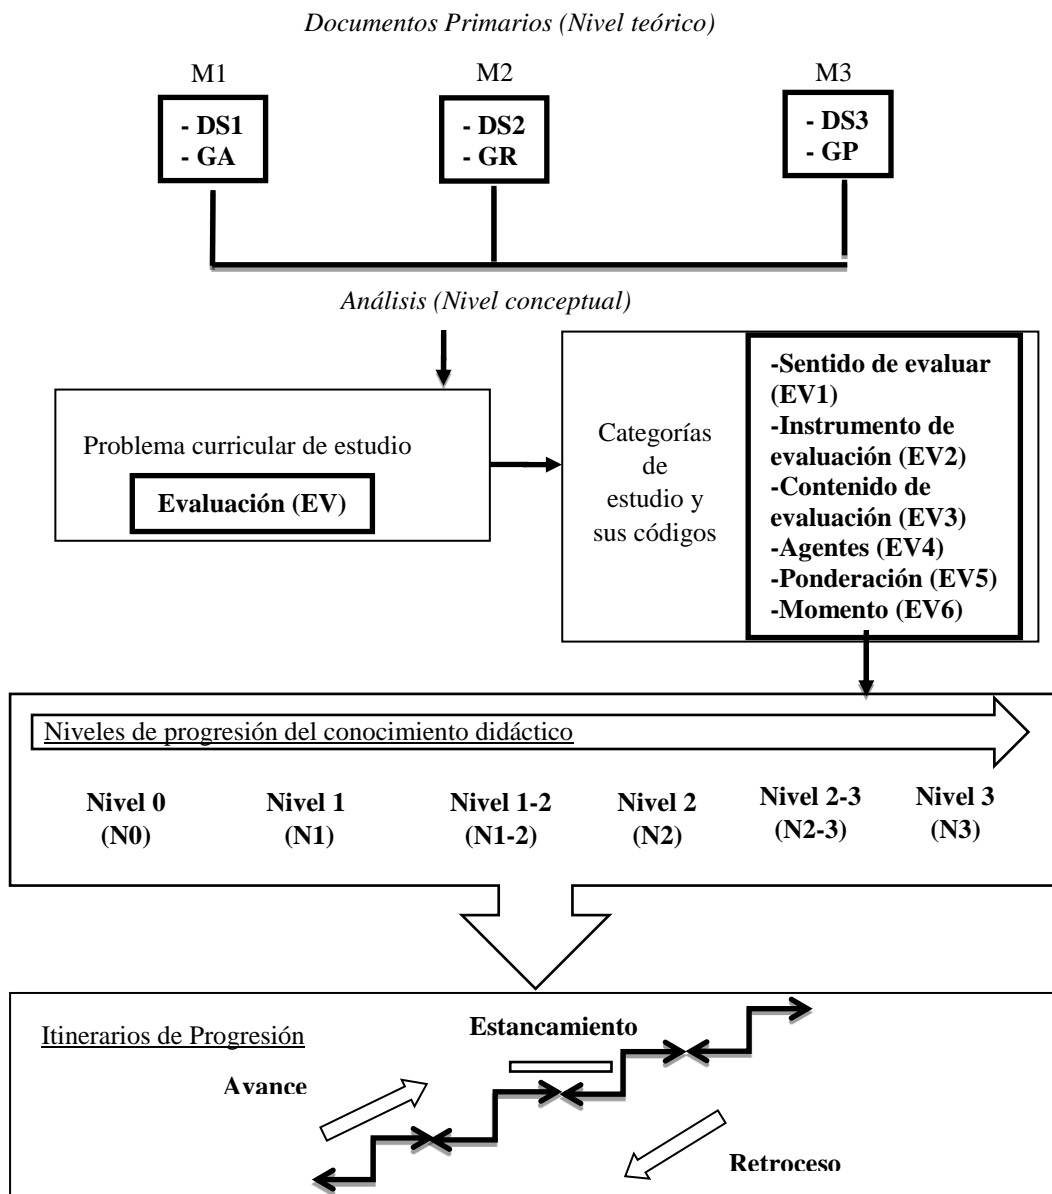 Documentos Primarios (Nivel teórico)
M1
M2
M3
- DS1
- GA
- DS2
- GR
- DS3
- GP
Análisis (Nivel conceptual)
Problema curricular de estudio
Evaluación (EV)
Categorías
de
estudio y
sus códigos
-Sentido de evaluar
(EV1)
-Instrumento de
evaluación (EV2)
-Contenido de
evaluación (EV3)
-Agentes (EV4)
-Ponderación (EV5)
-Momento (EV6)
Niveles de progresión del conocimiento didáctico
Nivel 0
(N0)
Nivel 1
(N1)
Nivel 1-2
(N1-2)
Nivel 2
(N2)
Nivel 2-3
(N2-3)
Nivel 3
(N3)
Itinerarios de Progresión
Estancamiento
Avance
Retroceso